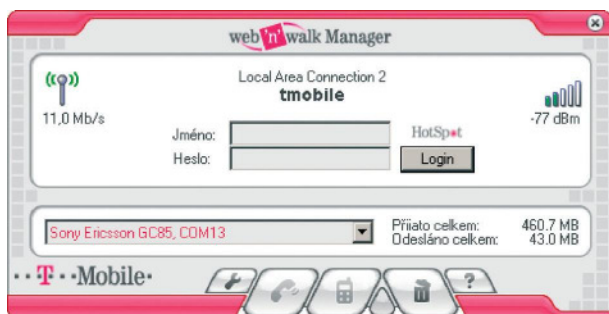 web'n'walk Manager
Local Area Connection 2
tmobile
11,0 Mb/s
-77 dBm
Jméno:
HotSpot
Heslo:
Login
Sony Ericsson GC85, COM13
Přijato celkem: 460.7 MB
Odesláno celkem: 43.0 MB
T-Mobile
?